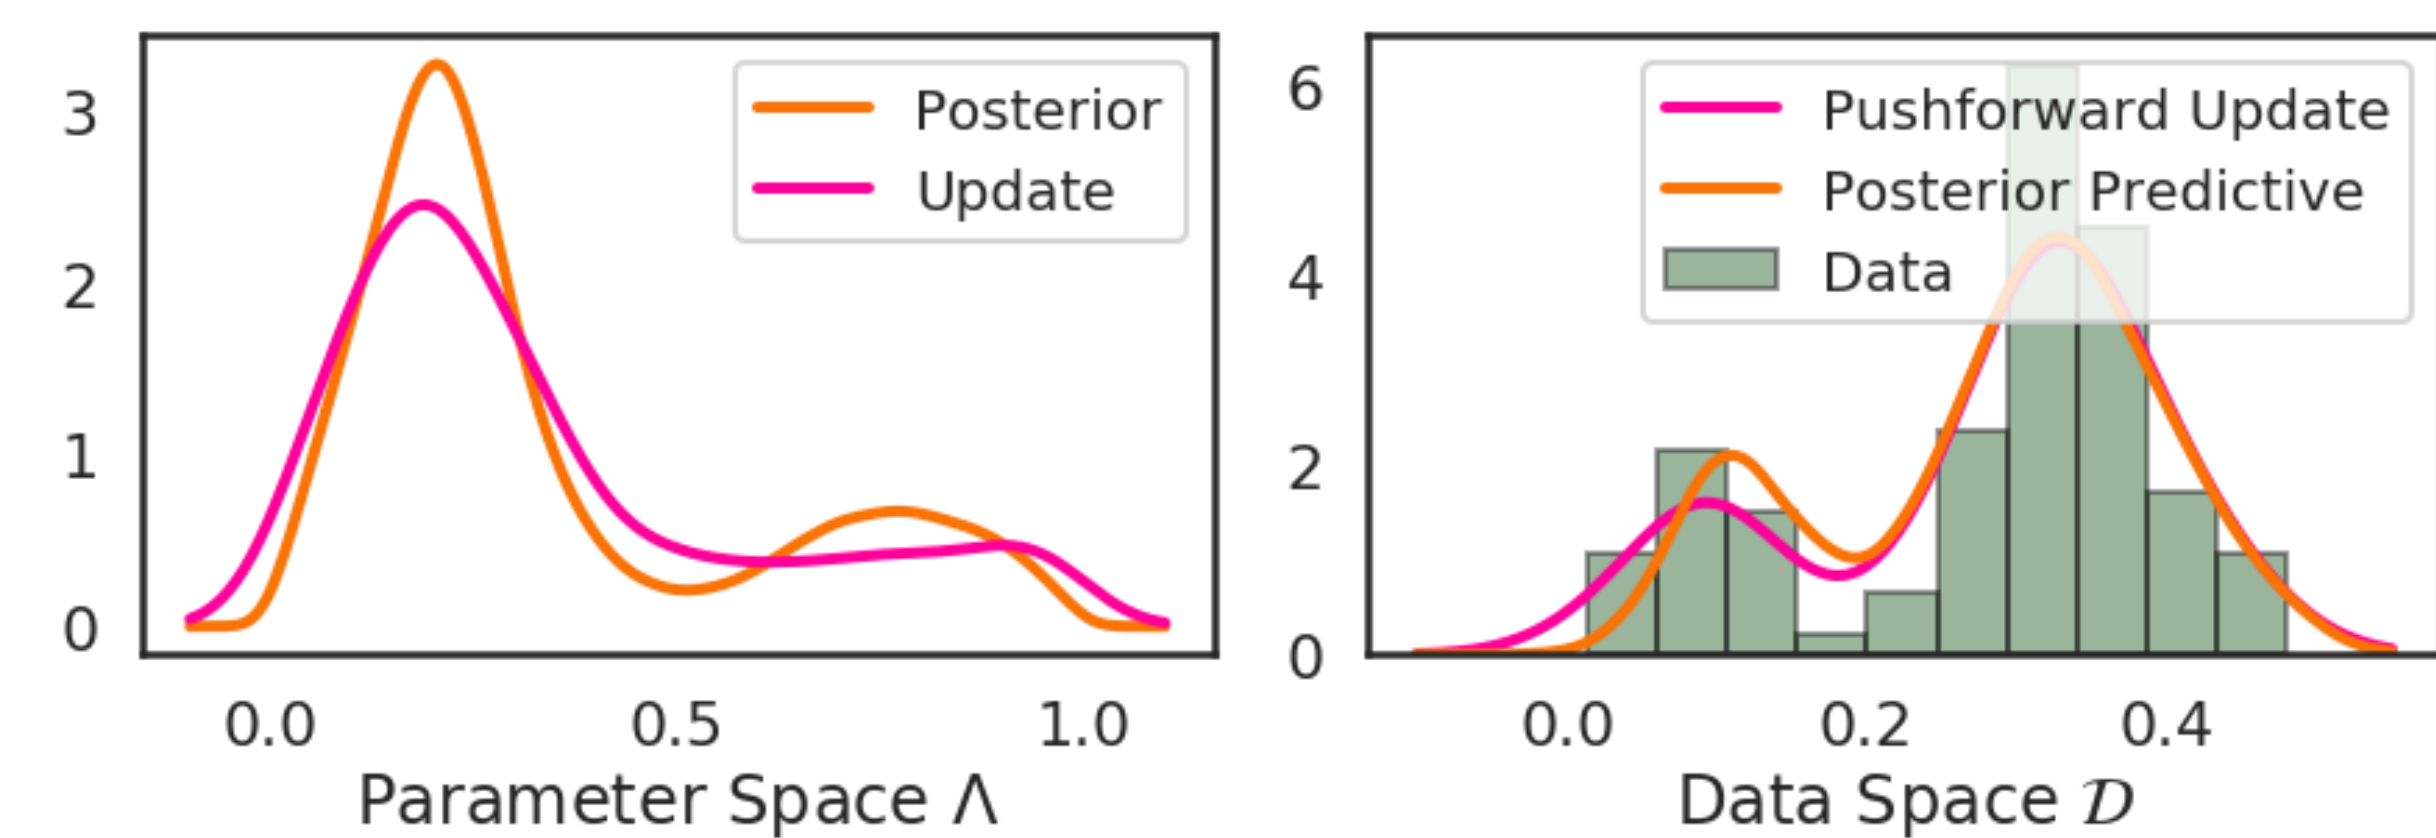 3
2
1
0
0.0 0.5 1.0
Parameter Space Λ
Posterior
Update
6
4
2
0
0.0 0.2 0.4
Data Space 𝒟
Pushforward Update
Posterior Predictive
Data